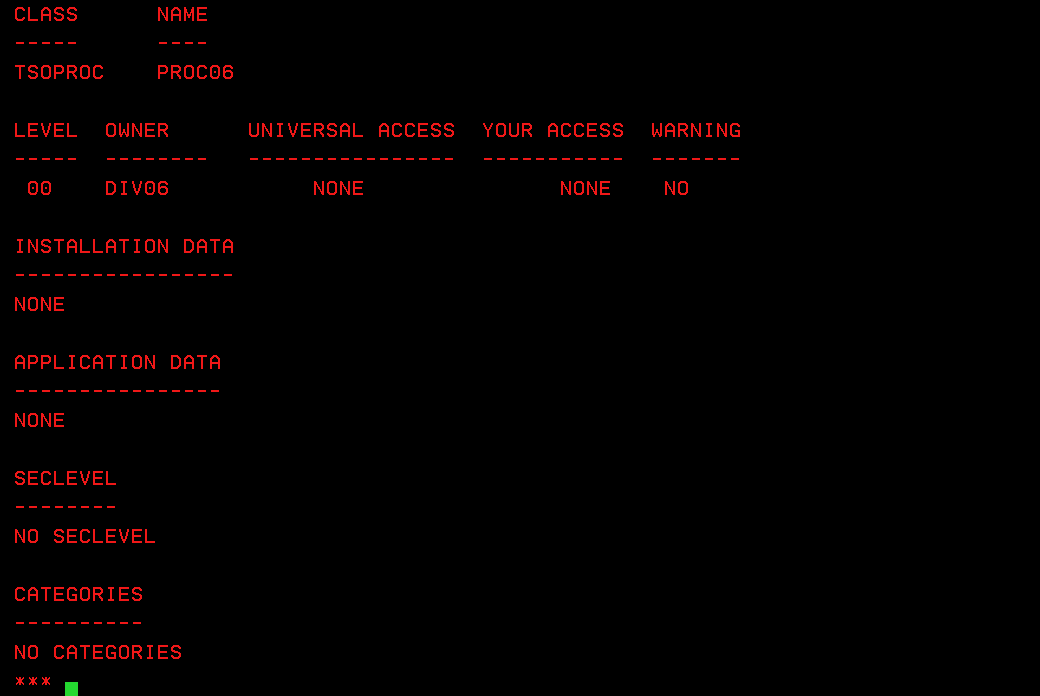 CLASS      NAME
-----      ----
TSOPROC    PROC06
LEVEL  OWNER      UNIVERSAL ACCESS  YOUR ACCESS  WARNING
-----  --------   ----------------  -----------  -------
 00    DIV06           NONE               NONE    NO
INSTALLATION DATA
-----------------
NONE
APPLICATION DATA
----------------
NONE
SECLEVEL
--------
NO SECLEVEL
CATEGORIES
----------
NO CATEGORIES
***